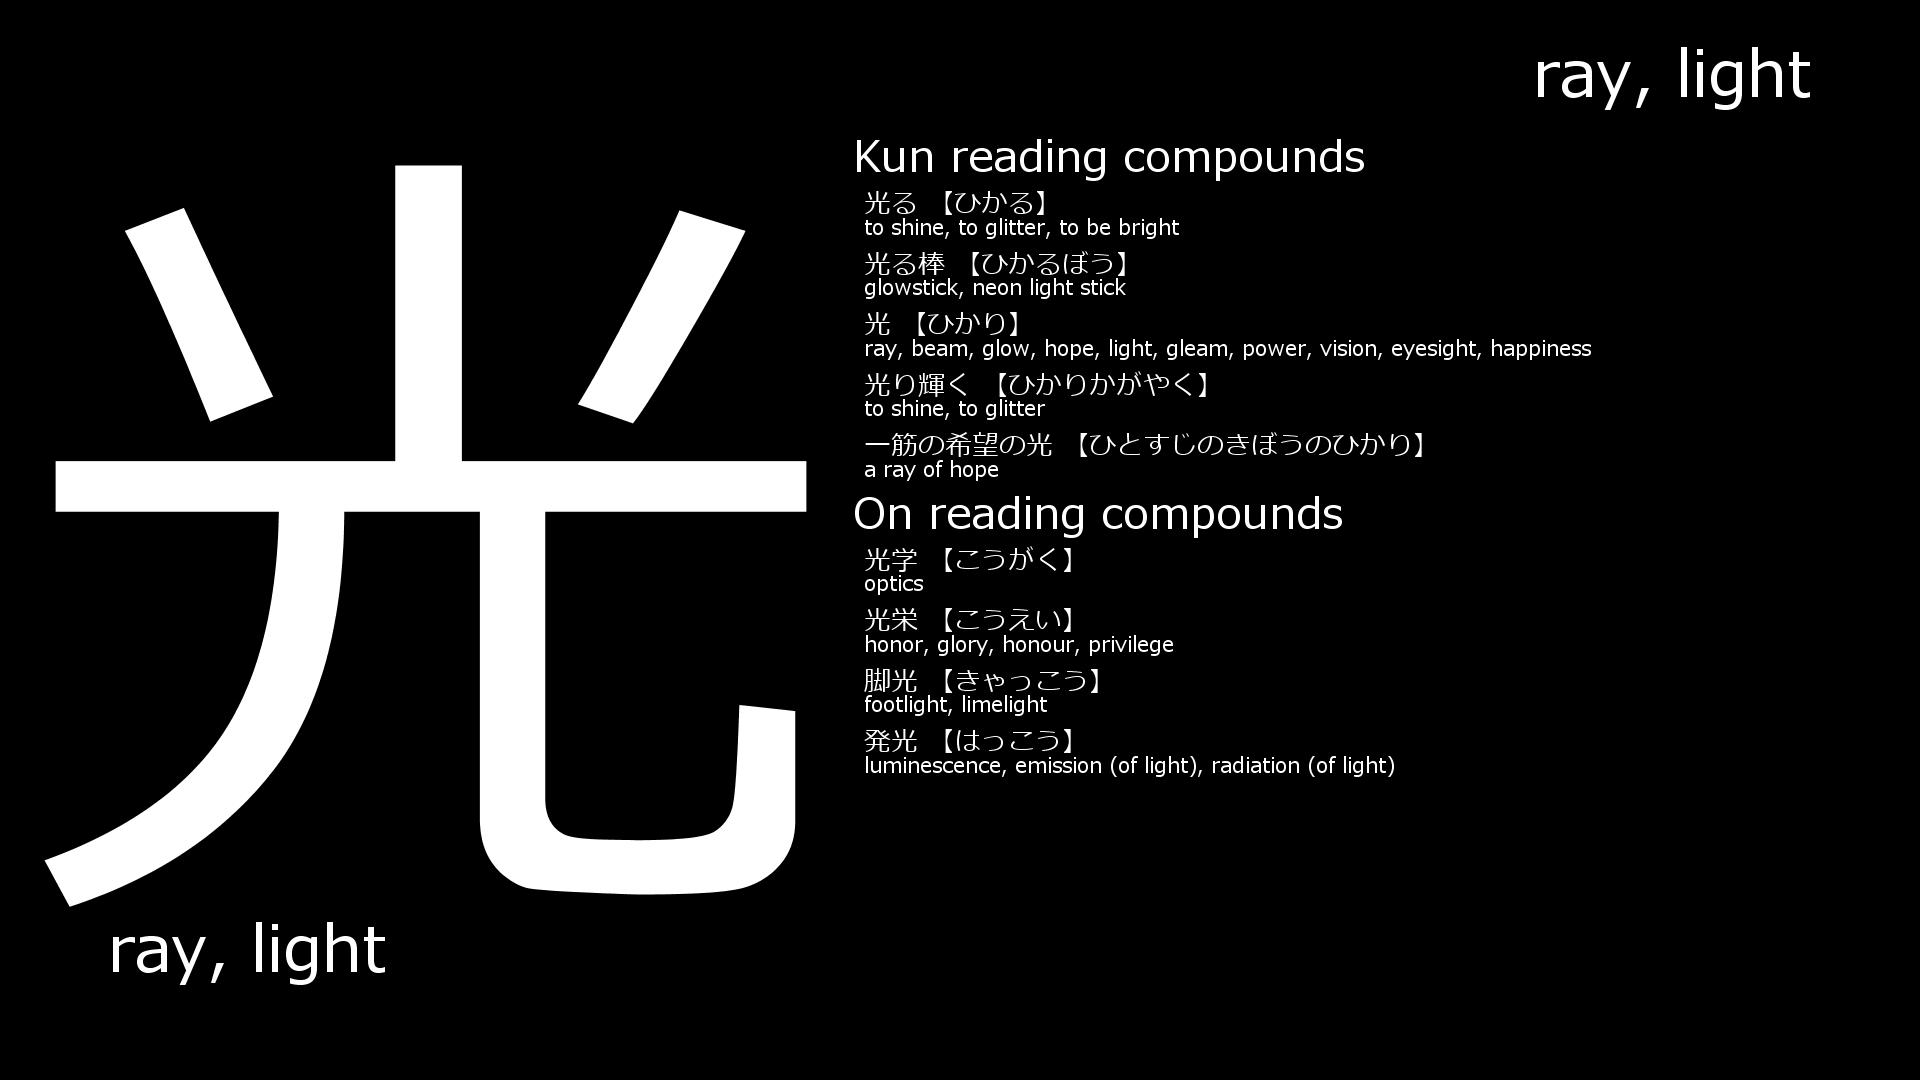 ray, light
光
Kun reading compounds
光る 【ひかる】
to shine, to glitter, to be bright
光る棒 【ひかるぼう】
glowstick, neon light stick
光 【ひかり】
ray, beam, glow, hope, light, gleam, power, vision, eyesight, happiness
光り輝く 【ひかりかがやく】
to shine, to glitter
一筋の希望の光 【ひとすじのきぼうのひかり】
a ray of hope
On reading compounds
光学 【こうがく】
optics
光栄 【こうえい】
honor, glory, honour, privilege
脚光 【きゃっこう】
footlight, limelight
発光 【はっこう】
luminescence, emission (of light), radiation (of light)
ray, light